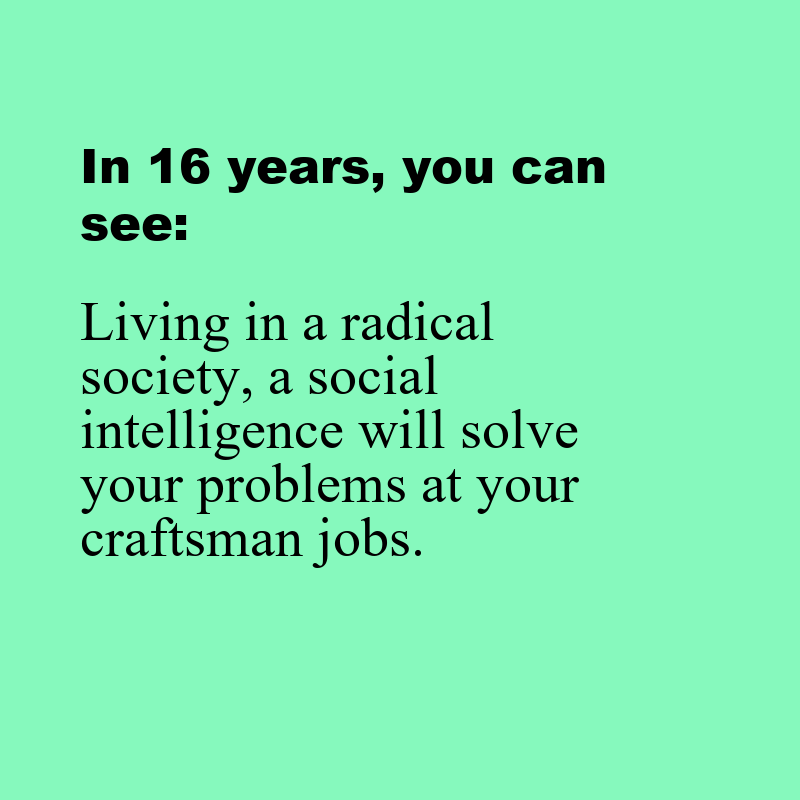 In 16 years, you can
see:
Living in a radical
society, a social
intelligence will solve
your problems at your
craftsman jobs.